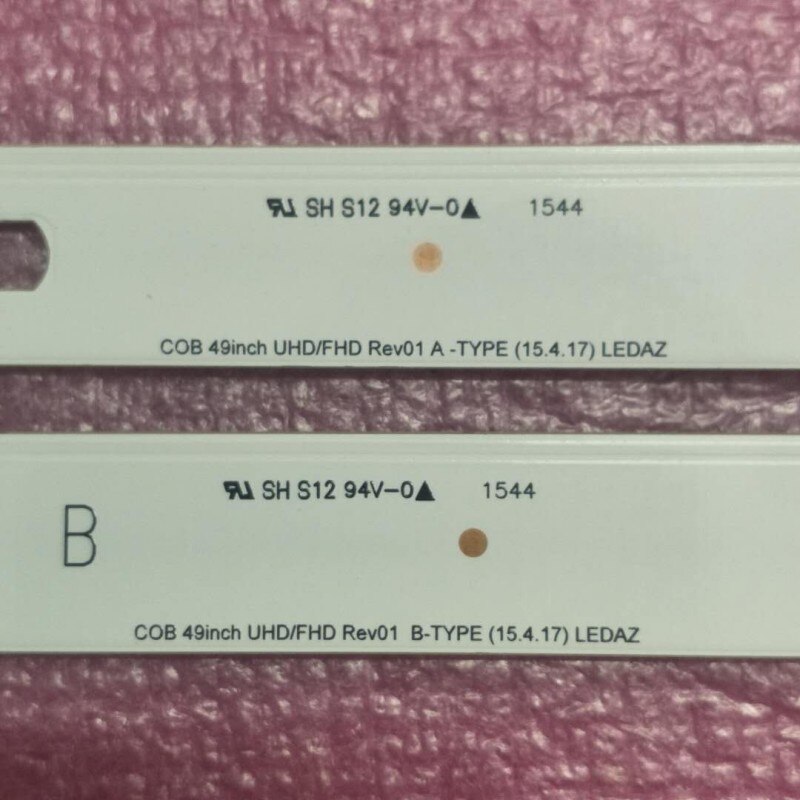 SH S12 94V-0▲ 1544
COB 49inch UHD/FHD Rev01 A -TYPE (15.4.17) LEDAZ
SH S12 94V-0▲ 1544
B
COB 49inch UHD/FHD Rev01 B-TYPE (15.4.17) LEDAZ